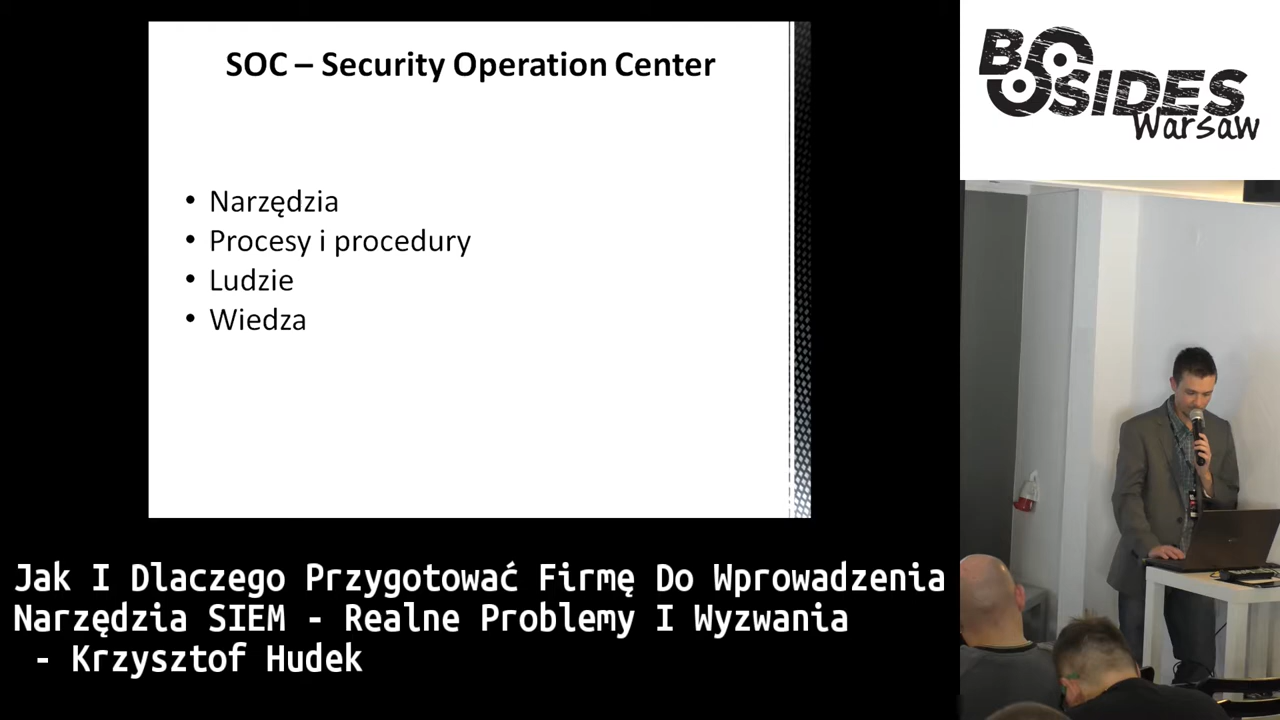 SOC – Security Operation Center
• Narzędzia
• Procesy i procedury
• Ludzie
• Wiedza
BSIDES
Warsaw
Jak I Dlaczego Przygotować Firmę Do Wprowadzenia
Narzędzia SIEM - Realne Problemy I Wyzwania
- Krzysztof Hudek